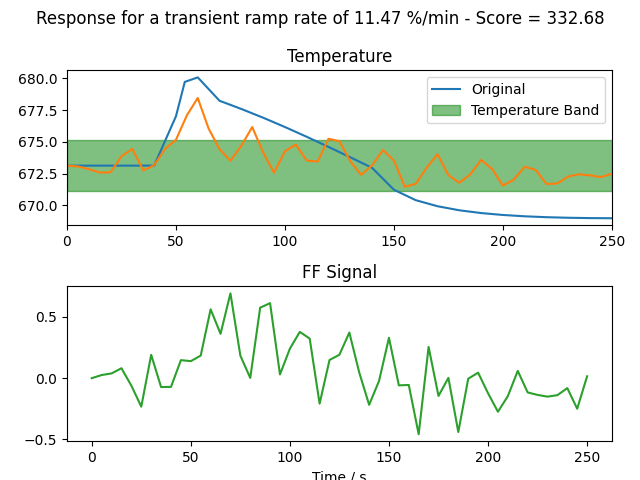 Response for a transient ramp rate of 11.47 %/min - Score = 332.68
Temperature
680.0
677.5
675.0
672.5
670.0
Original
Temperature Band
0 50 100 150 200 250
FF Signal
0.5
0.0
−0.5
0 50 100 150 200 250
Time / s